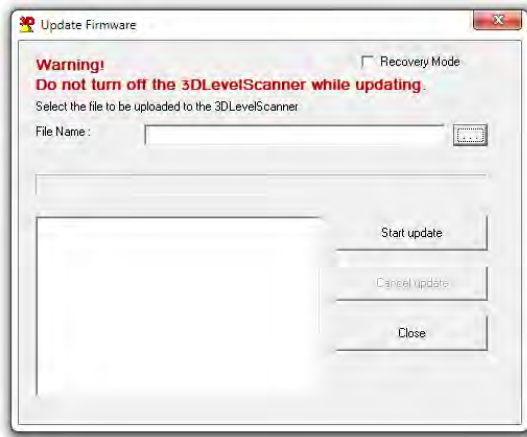 Update Firmware
Warning!
Recovery Mode
Do not turn off the 3DLevelScanner while updating.
Select the file to be uploaded to the 3DLevelScanner
File Name :
...
Start update
Cancel update
Close